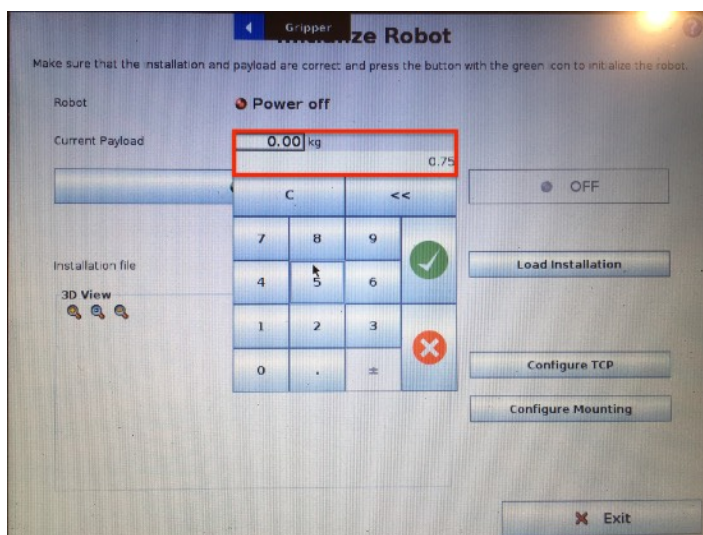 Gripper
ze Robot
Make sure that the installation and payload are correct and press the button with the green icon to initialize the robot.
Robot
Power off
Current Payload
0.00 kg
0.75
C
<<
OFF
7
8
9
Installation file
Load Installation
4
5
6
3D View
1
2
3
0
.
±
Configure TCP
Configure Mounting
Exit